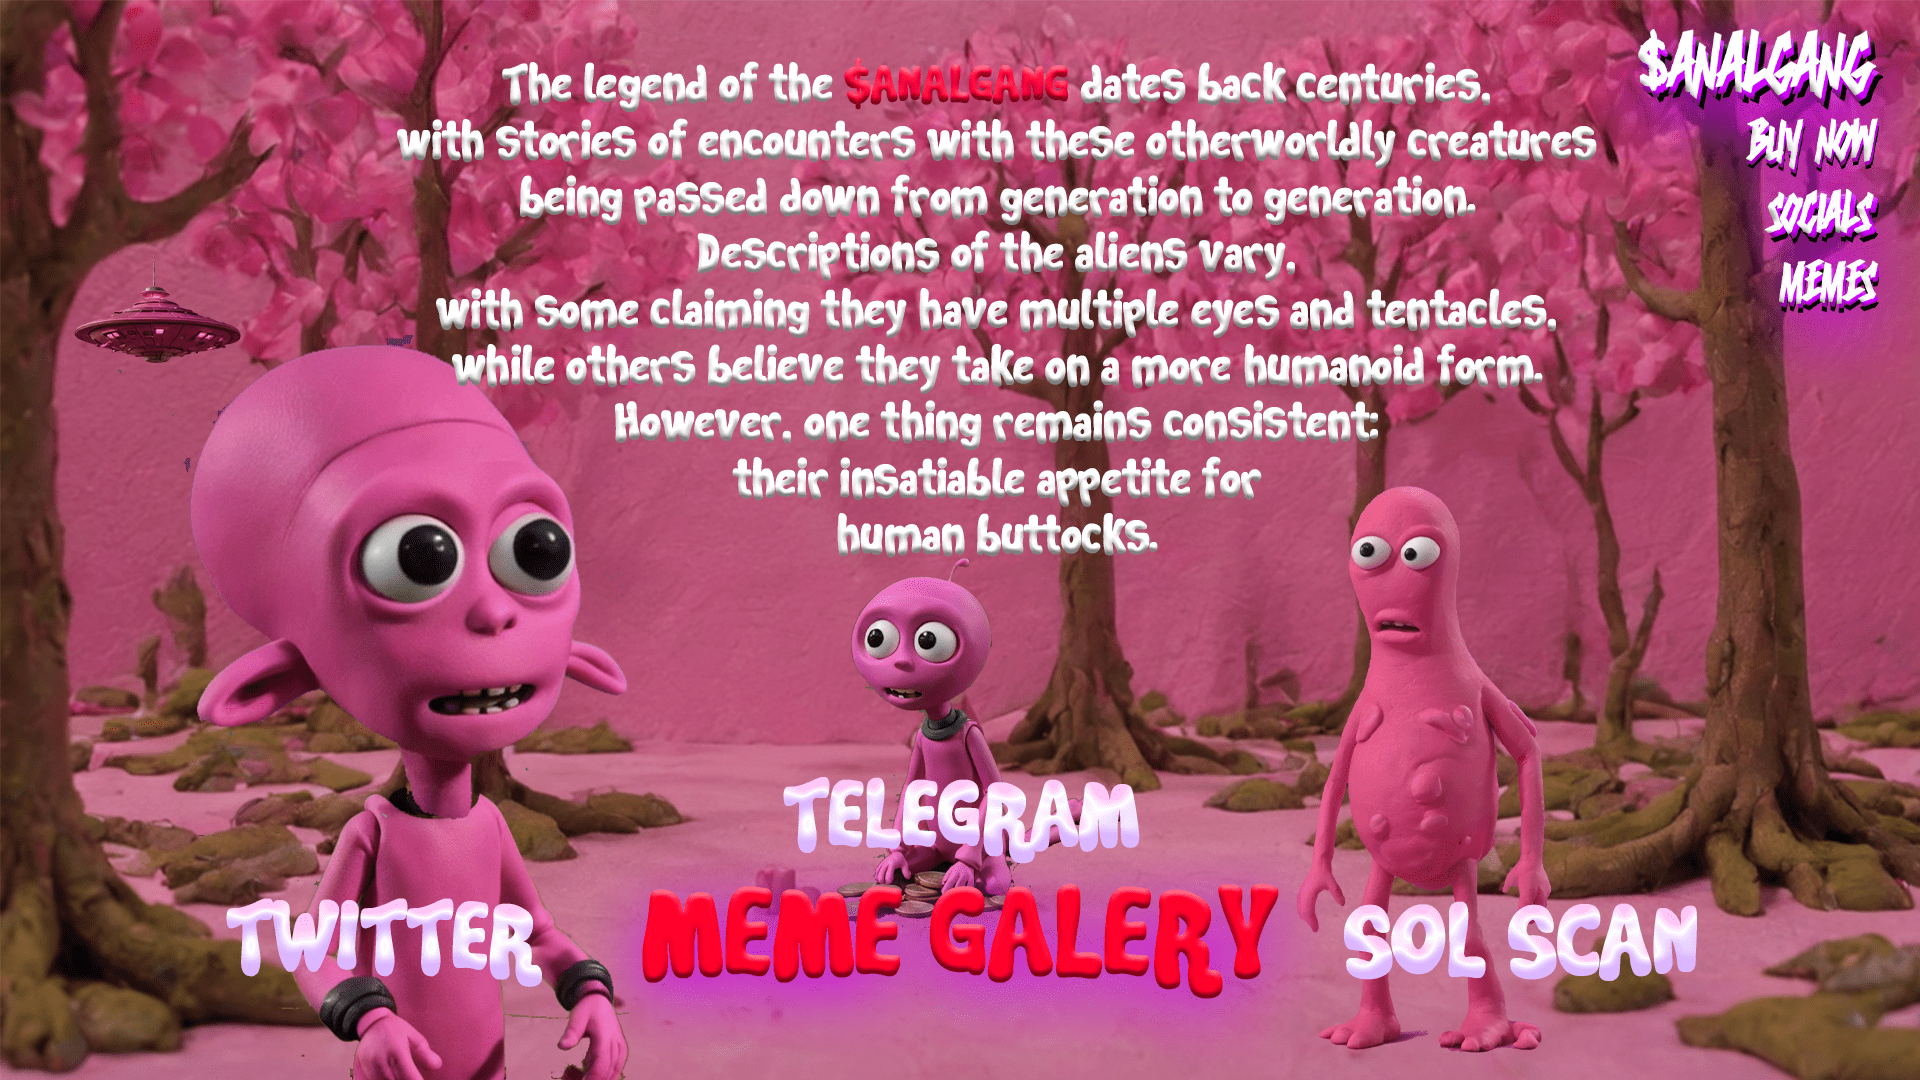 The legend of the $ANALGANG dates back centuries,
with stories of encounters with these otherworldly creatures
being passed down from generation to generation.
Descriptions of the aliens vary,
with some claiming they have multiple eyes and tentacles,
while others believe they take on a more humanoid form.
However, one thing remains consistent:
their insatiable appetite for
human buttocks.
$ANALGANG
BUY NOW
SOCIALS
MEMES
TELEGRAM
TWITTER
MEME GALERY
SOL SCAN